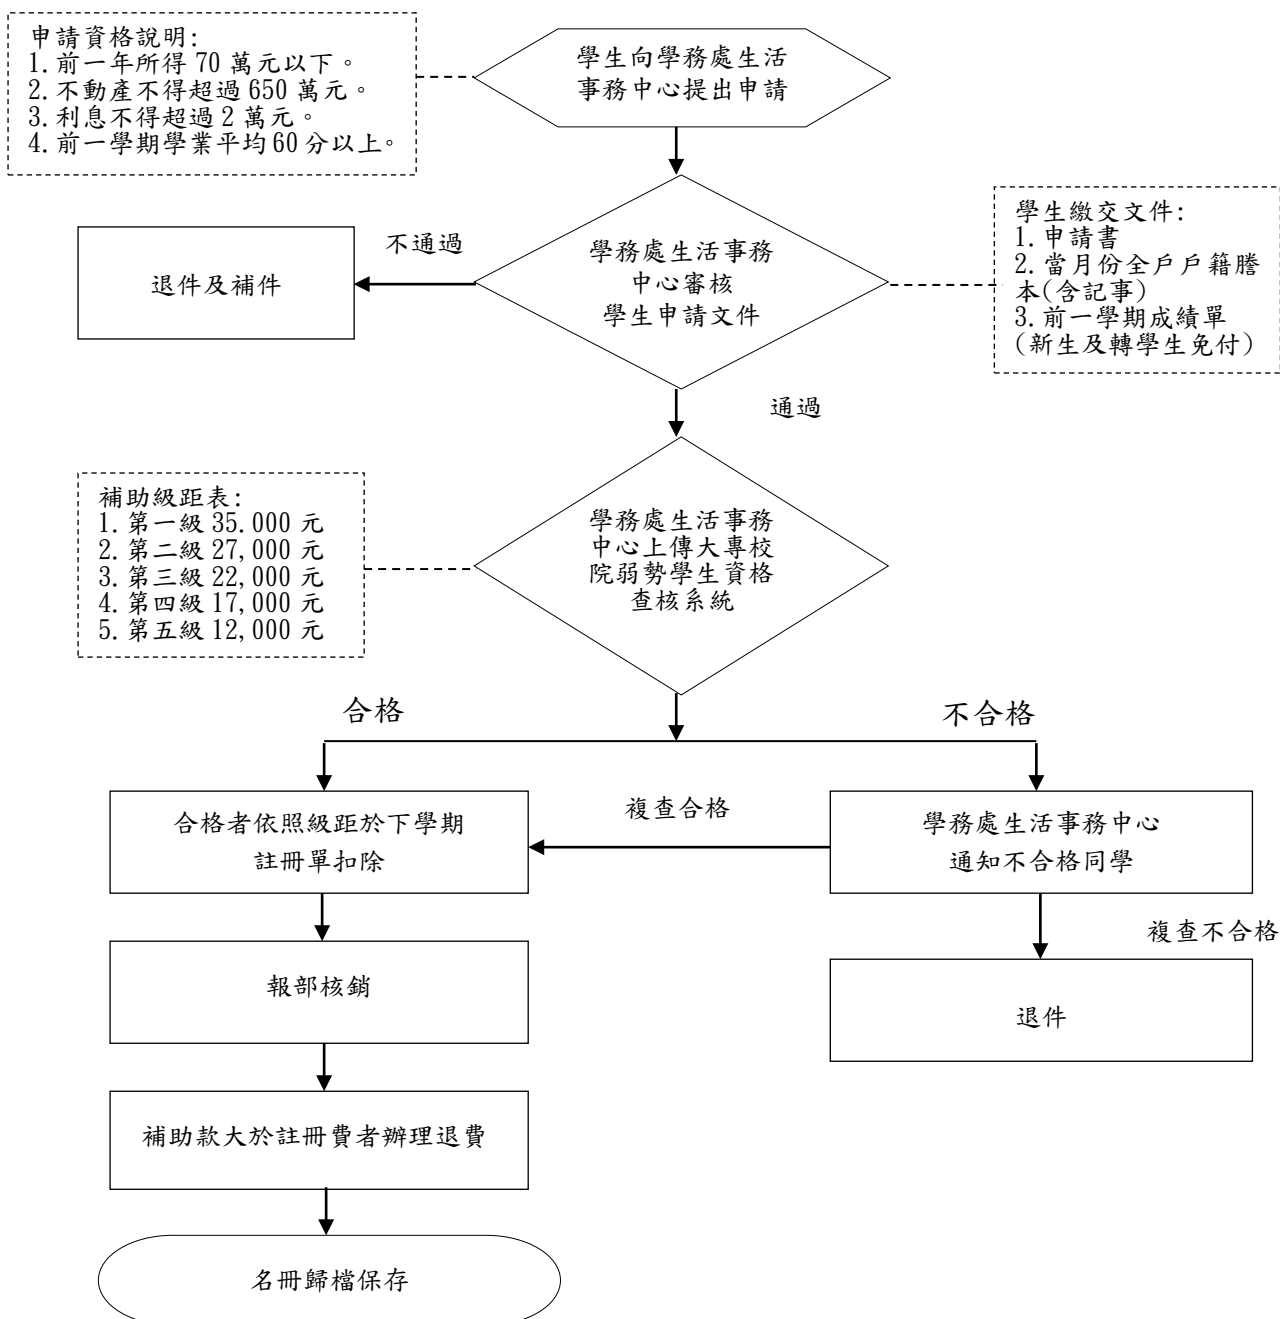 申請資格說明:
1.前一年所得 70 萬元以下。
2.不動產不得超過 650 萬元。
3.利息不得超過 2 萬元。
4.前一學期學業平均 60 分以上。
學生向學務處生活
事務中心提出申請
學生繳交文件:
1.申請書
2.當月份全戶戶籍謄
本(含記事)
3.前一學期成績單
(新生及轉學生免付)
不通過
退件及補件
學務處生活事務
中心審核
學生申請文件
通過
補助級距表:
1.第一級 35.000 元
2.第二級 27,000 元
3.第三級 22,000 元
4.第四級 17,000 元
5.第五級 12,000 元
學務處生活事務
中心上傳大專校
院弱勢學生資格
查核系統
合格
不合格
合格者依照級距於下學期
註冊單扣除
複查合格
學務處生活事務中心
通知不合格同學
複查不合格
報部核銷
退件
補助款大於註冊費者辦理退費
名冊歸檔保存